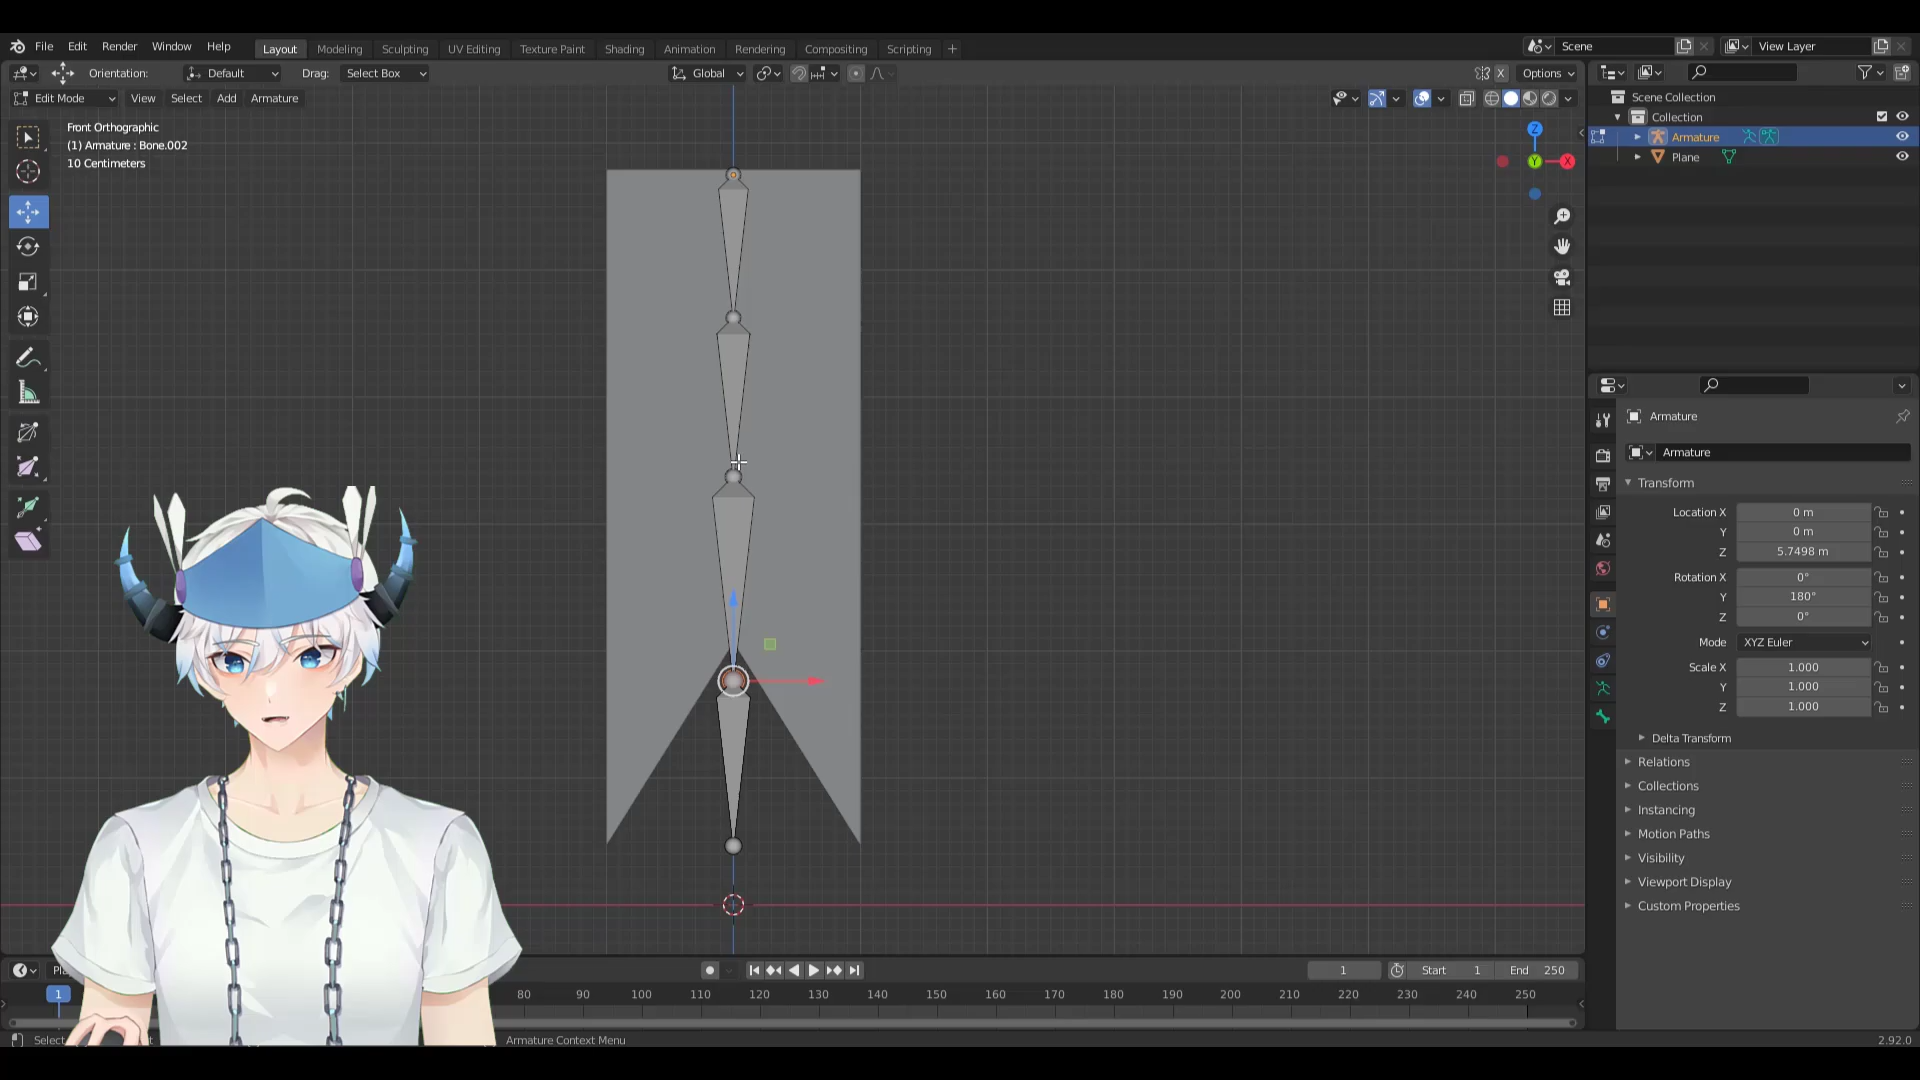 File Edit Render Window Help Layout Modeling Sculpting UV Editing Texture Paint Shading Animation Rendering Compositing Scripting + Scene View Layer
Orientation: Default Drag: Select Box Global X Options
Edit Mode View Select Add Armature
Front Orthographic
(1) Armature : Bone.002
10 Centimeters
Z
Y
X
Scene Collection
Collection
Armature
Plane
Armature
Armature
Transform
Location X 0 m
Y 0 m
Z 5.7498 m
Rotation X 0°
Y 180°
Z 0°
Mode XYZ Euler
Scale X 1.000
Y 1.000
Z 1.000
Delta Transform
Relations
Collections
Instancing
Motion Paths
Visibility
Viewport Display
Custom Properties
1 Start 1 End 250
1 80 90 100 110 120 130 140 150 160 170 180 190 200 210 220 230 240 250
Select Armature Context Menu 2.92.0